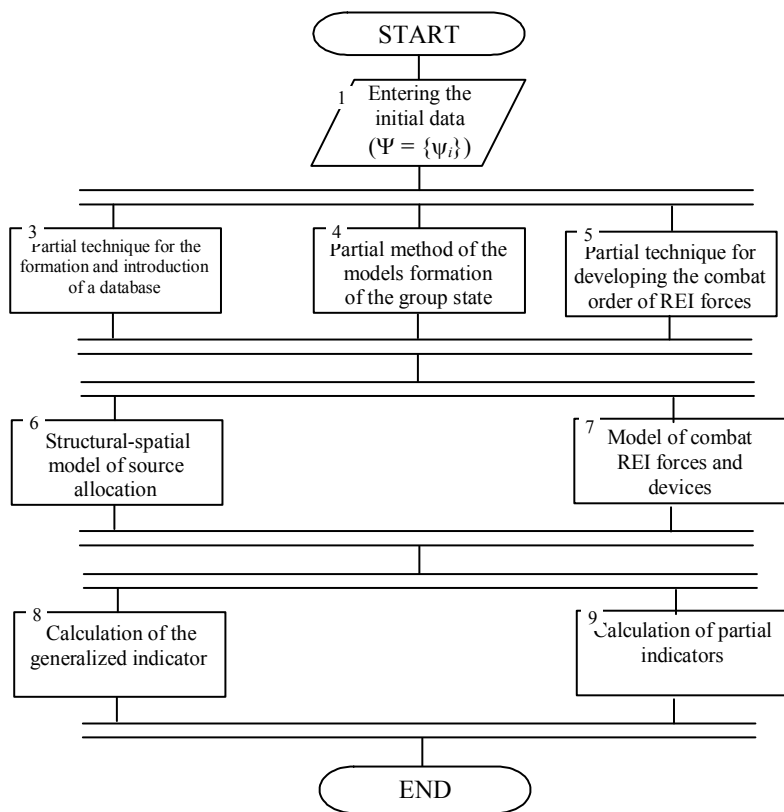 START
1
Entering the
initial data
(Ψ = {ψi})
3
Partial technique for the
formation and introduction
of a database
4
Partial method of the
models formation
of the group state
5
Partial technique for
developing the combat
order of REI forces
6
Structural-spatial
model of source
allocation
7
Model of combat
REI forces and
devices
8
Calculation of the
generalized indicator
9
Calculation of partial
indicators
END